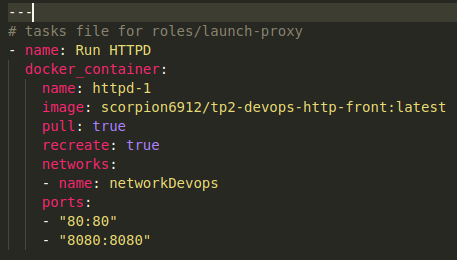 ---
# tasks file for roles/launch-proxy
- name: Run HTTPD
  docker_container:
    name: httpd-1
    image: scorpion6912/tp2-devops-http-front:latest
    pull: true
    recreate: true
    networks:
    - name: networkDevops
    ports:
    - "80:80"
    - "8080:8080"